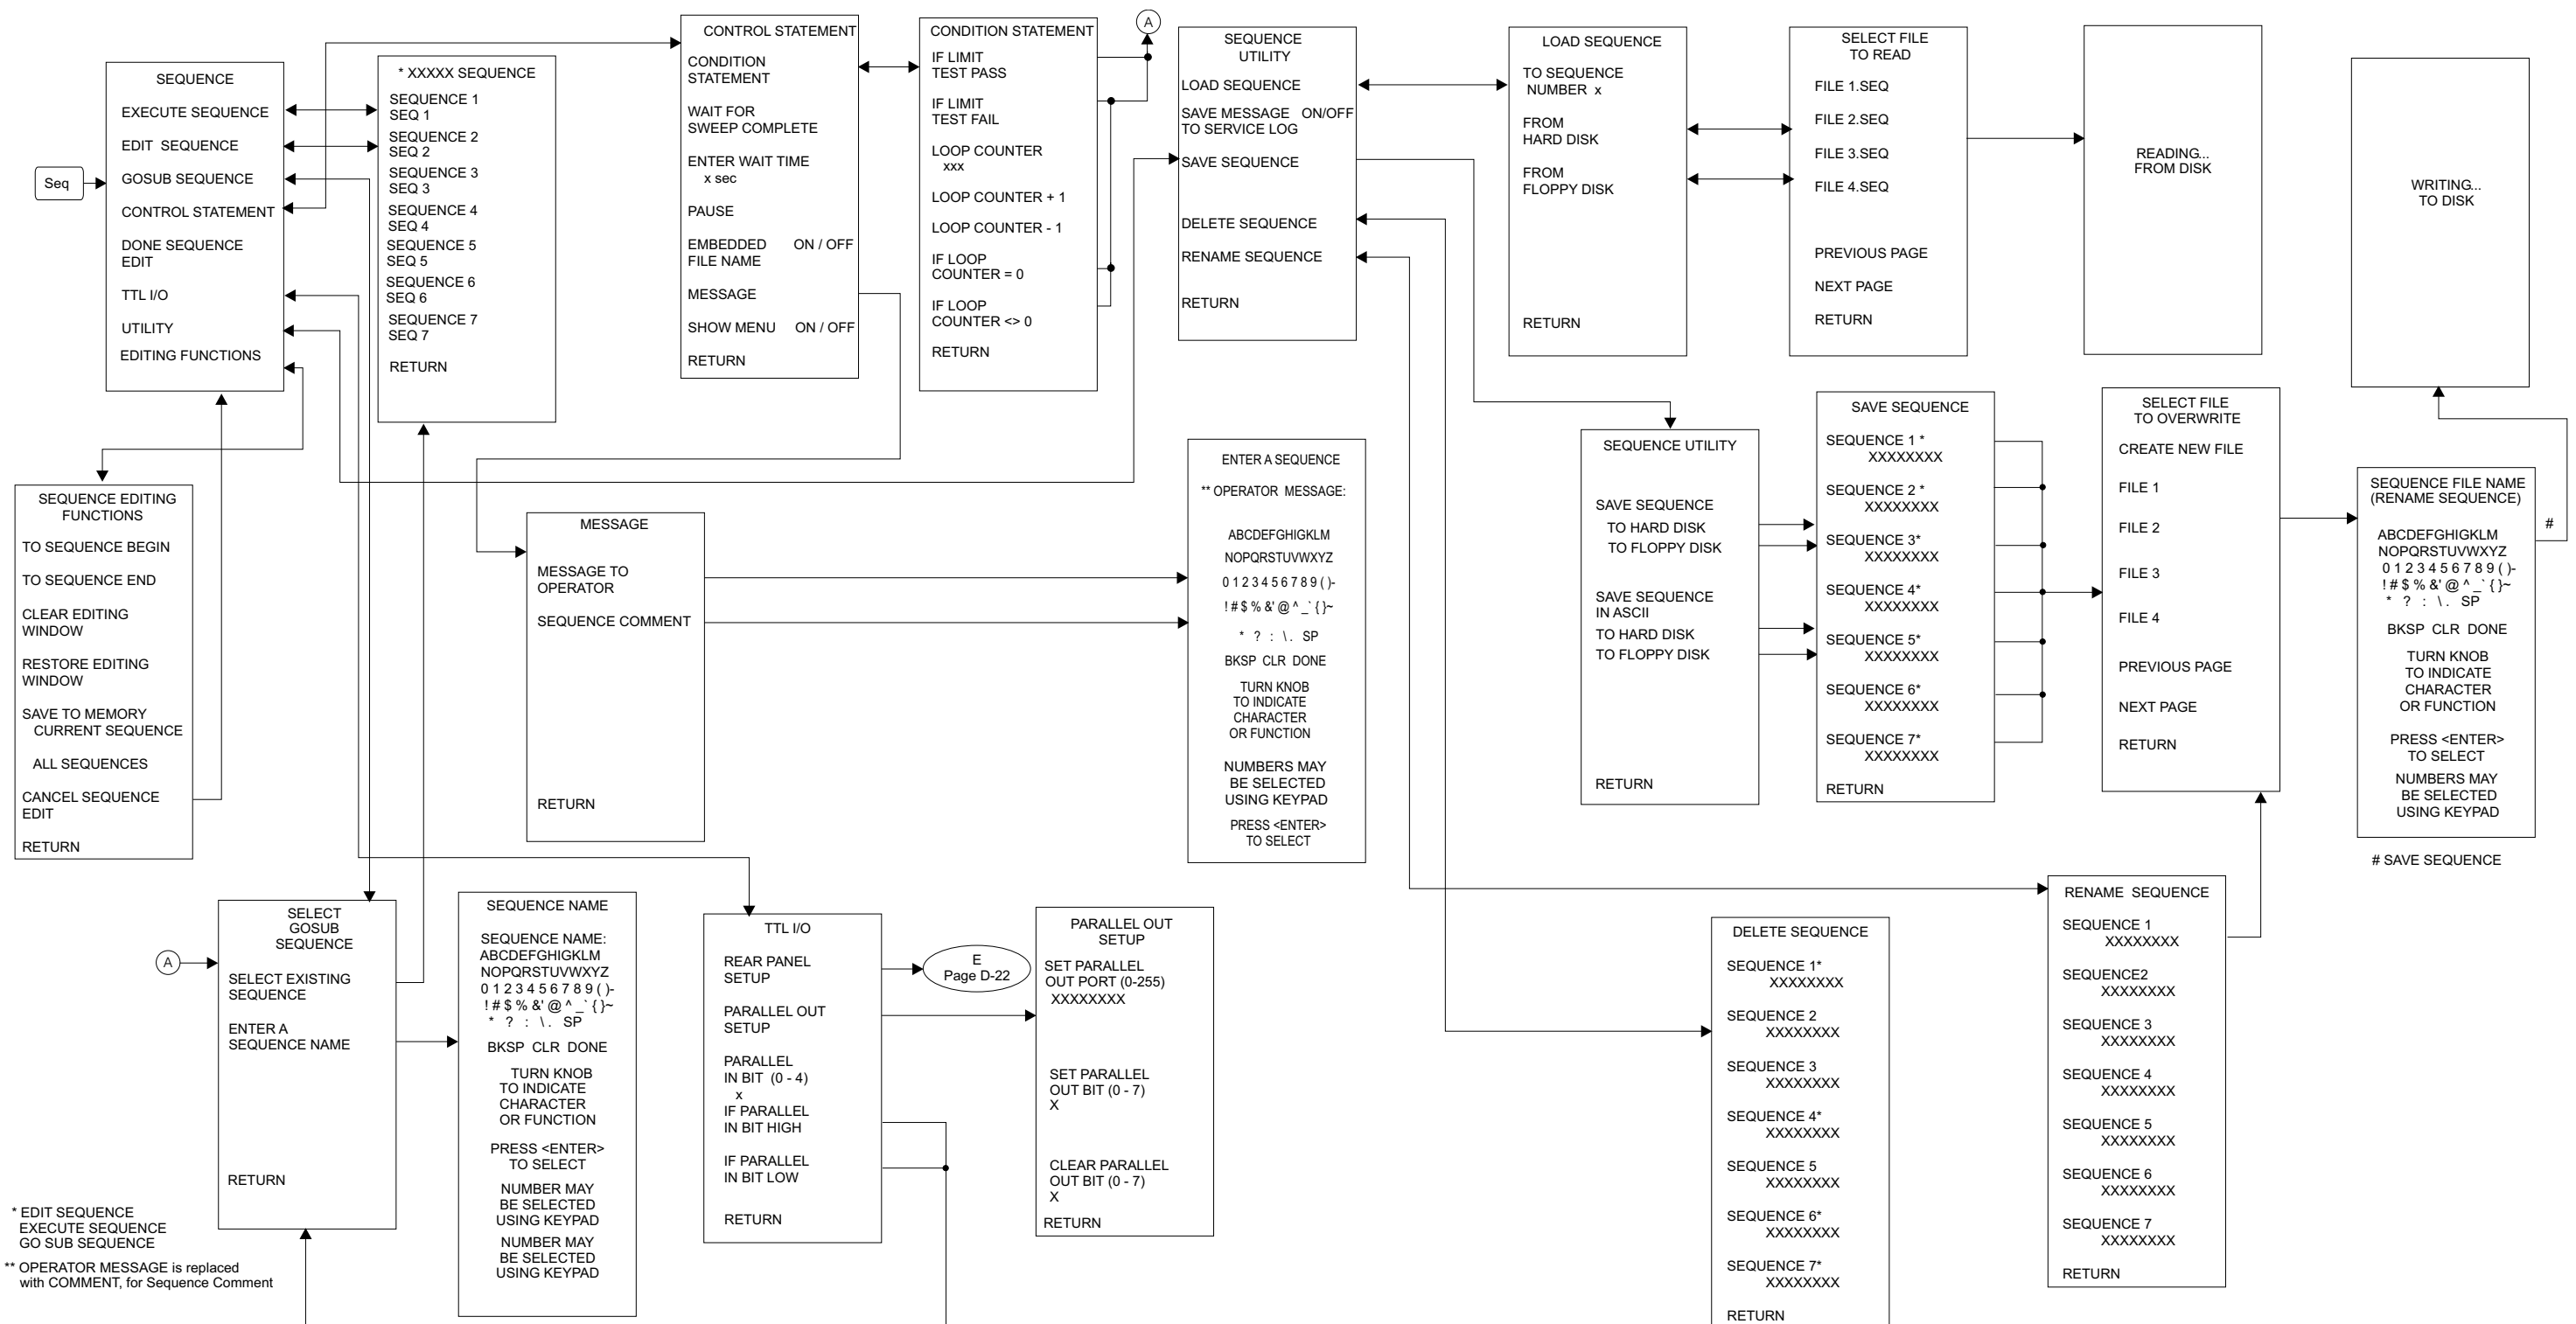 Seq
SEQUENCE
EXECUTE SEQUENCE
EDIT SEQUENCE
GOSUB SEQUENCE
CONTROL STATEMENT
DONE SEQUENCE
EDIT
TTL I/O
UTILITY
EDITING FUNCTIONS
* XXXXX SEQUENCE
SEQUENCE 1
SEQ 1
SEQUENCE 2
SEQ 2
SEQUENCE 3
SEQ 3
SEQUENCE 4
SEQ 4
SEQUENCE 5
SEQ 5
SEQUENCE 6
SEQ 6
SEQUENCE 7
SEQ 7
RETURN
CONTROL STATEMENT
CONDITION
STATEMENT
WAIT FOR
SWEEP COMPLETE
ENTER WAIT TIME
x sec
PAUSE
EMBEDDED ON / OFF
FILE NAME
MESSAGE
SHOW MENU ON / OFF
RETURN
CONDITION STATEMENT
IF LIMIT
TEST PASS
IF LIMIT
TEST FAIL
LOOP COUNTER
xxx
LOOP COUNTER + 1
LOOP COUNTER - 1
IF LOOP
COUNTER = 0
IF LOOP
COUNTER <> 0
RETURN
A
SEQUENCE
UTILITY
LOAD SEQUENCE
SAVE MESSAGE ON/OFF
TO SERVICE LOG
SAVE SEQUENCE
DELETE SEQUENCE
RENAME SEQUENCE
RETURN
LOAD SEQUENCE
TO SEQUENCE
NUMBER x
FROM
HARD DISK
FROM
FLOPPY DISK
RETURN
SELECT FILE
TO READ
FILE 1.SEQ
FILE 2.SEQ
FILE 3.SEQ
FILE 4.SEQ
PREVIOUS PAGE
NEXT PAGE
RETURN
READING...
FROM DISK
WRITING...
TO DISK
SEQUENCE EDITING
FUNCTIONS
TO SEQUENCE BEGIN
TO SEQUENCE END
CLEAR EDITING
WINDOW
RESTORE EDITING
WINDOW
SAVE TO MEMORY
CURRENT SEQUENCE
ALL SEQUENCES
CANCEL SEQUENCE
EDIT
RETURN
MESSAGE
MESSAGE TO
OPERATOR
SEQUENCE COMMENT
RETURN
ENTER A SEQUENCE
** OPERATOR MESSAGE:
ABCDEFGHIGKLM
NOPQRSTUVWXYZ
0 1 2 3 4 5 6 7 8 9 ( )-
! # $ % &' @ ^ _ ` { }~
* ? : \ . SP
BKSP CLR DONE
TURN KNOB
TO INDICATE
CHARACTER
OR FUNCTION
NUMBERS MAY
BE SELECTED
USING KEYPAD
PRESS <ENTER>
TO SELECT
SEQUENCE UTILITY
SAVE SEQUENCE
TO HARD DISK
TO FLOPPY DISK
SAVE SEQUENCE
IN ASCII
TO HARD DISK
TO FLOPPY DISK
RETURN
SAVE SEQUENCE
SEQUENCE 1 *
XXXXXXXX
SEQUENCE 2 *
XXXXXXXX
SEQUENCE 3*
XXXXXXXX
SEQUENCE 4*
XXXXXXXX
SEQUENCE 5*
XXXXXXXX
SEQUENCE 6*
XXXXXXXX
SEQUENCE 7*
XXXXXXXX
RETURN
SELECT FILE
TO OVERWRITE
CREATE NEW FILE
FILE 1
FILE 2
FILE 3
FILE 4
PREVIOUS PAGE
NEXT PAGE
RETURN
SEQUENCE FILE NAME
(RENAME SEQUENCE)
ABCDEFGHIGKLM
NOPQRSTUVWXYZ
0 1 2 3 4 5 6 7 8 9 ( )-
! # $ % &' @ ^ _ ` { }~
* ? : \ . SP
BKSP CLR DONE
TURN KNOB
TO INDICATE
CHARACTER
OR FUNCTION
PRESS <ENTER>
TO SELECT
NUMBERS MAY
BE SELECTED
USING KEYPAD
#
# SAVE SEQUENCE
A
SELECT
GOSUB
SEQUENCE
SELECT EXISTING
SEQUENCE
ENTER A
SEQUENCE NAME
RETURN
SEQUENCE NAME
SEQUENCE NAME:
ABCDEFGHIGKLM
NOPQRSTUVWXYZ
0 1 2 3 4 5 6 7 8 9 ( )-
! # $ % &' @ ^ _ ` { }~
* ? : \ . SP
BKSP CLR DONE
TURN KNOB
TO INDICATE
CHARACTER
OR FUNCTION
PRESS <ENTER>
TO SELECT
NUMBER MAY
BE SELECTED
USING KEYPAD
NUMBER MAY
BE SELECTED
USING KEYPAD
TTL I/O
REAR PANEL
SETUP
PARALLEL OUT
SETUP
PARALLEL
IN BIT (0 - 4)
x
IF PARALLEL
IN BIT HIGH
IF PARALLEL
IN BIT LOW
RETURN
E
Page D-22
PARALLEL OUT
SETUP
SET PARALLEL
OUT PORT (0-255)
XXXXXXXX
SET PARALLEL
OUT BIT (0 - 7)
X
CLEAR PARALLEL
OUT BIT (0 - 7)
X
RETURN
DELETE SEQUENCE
SEQUENCE 1*
XXXXXXXX
SEQUENCE 2
XXXXXXXX
SEQUENCE 3
XXXXXXXX
SEQUENCE 4*
XXXXXXXX
SEQUENCE 5
XXXXXXXX
SEQUENCE 6*
XXXXXXXX
SEQUENCE 7*
XXXXXXXX
RETURN
RENAME SEQUENCE
SEQUENCE 1
XXXXXXXX
SEQUENCE2
XXXXXXXX
SEQUENCE 3
XXXXXXXX
SEQUENCE 4
XXXXXXXX
SEQUENCE 5
XXXXXXXX
SEQUENCE 6
XXXXXXXX
SEQUENCE 7
XXXXXXXX
RETURN
* EDIT SEQUENCE
EXECUTE SEQUENCE
GO SUB SEQUENCE
** OPERATOR MESSAGE is replaced
with COMMENT, for Sequence Comment